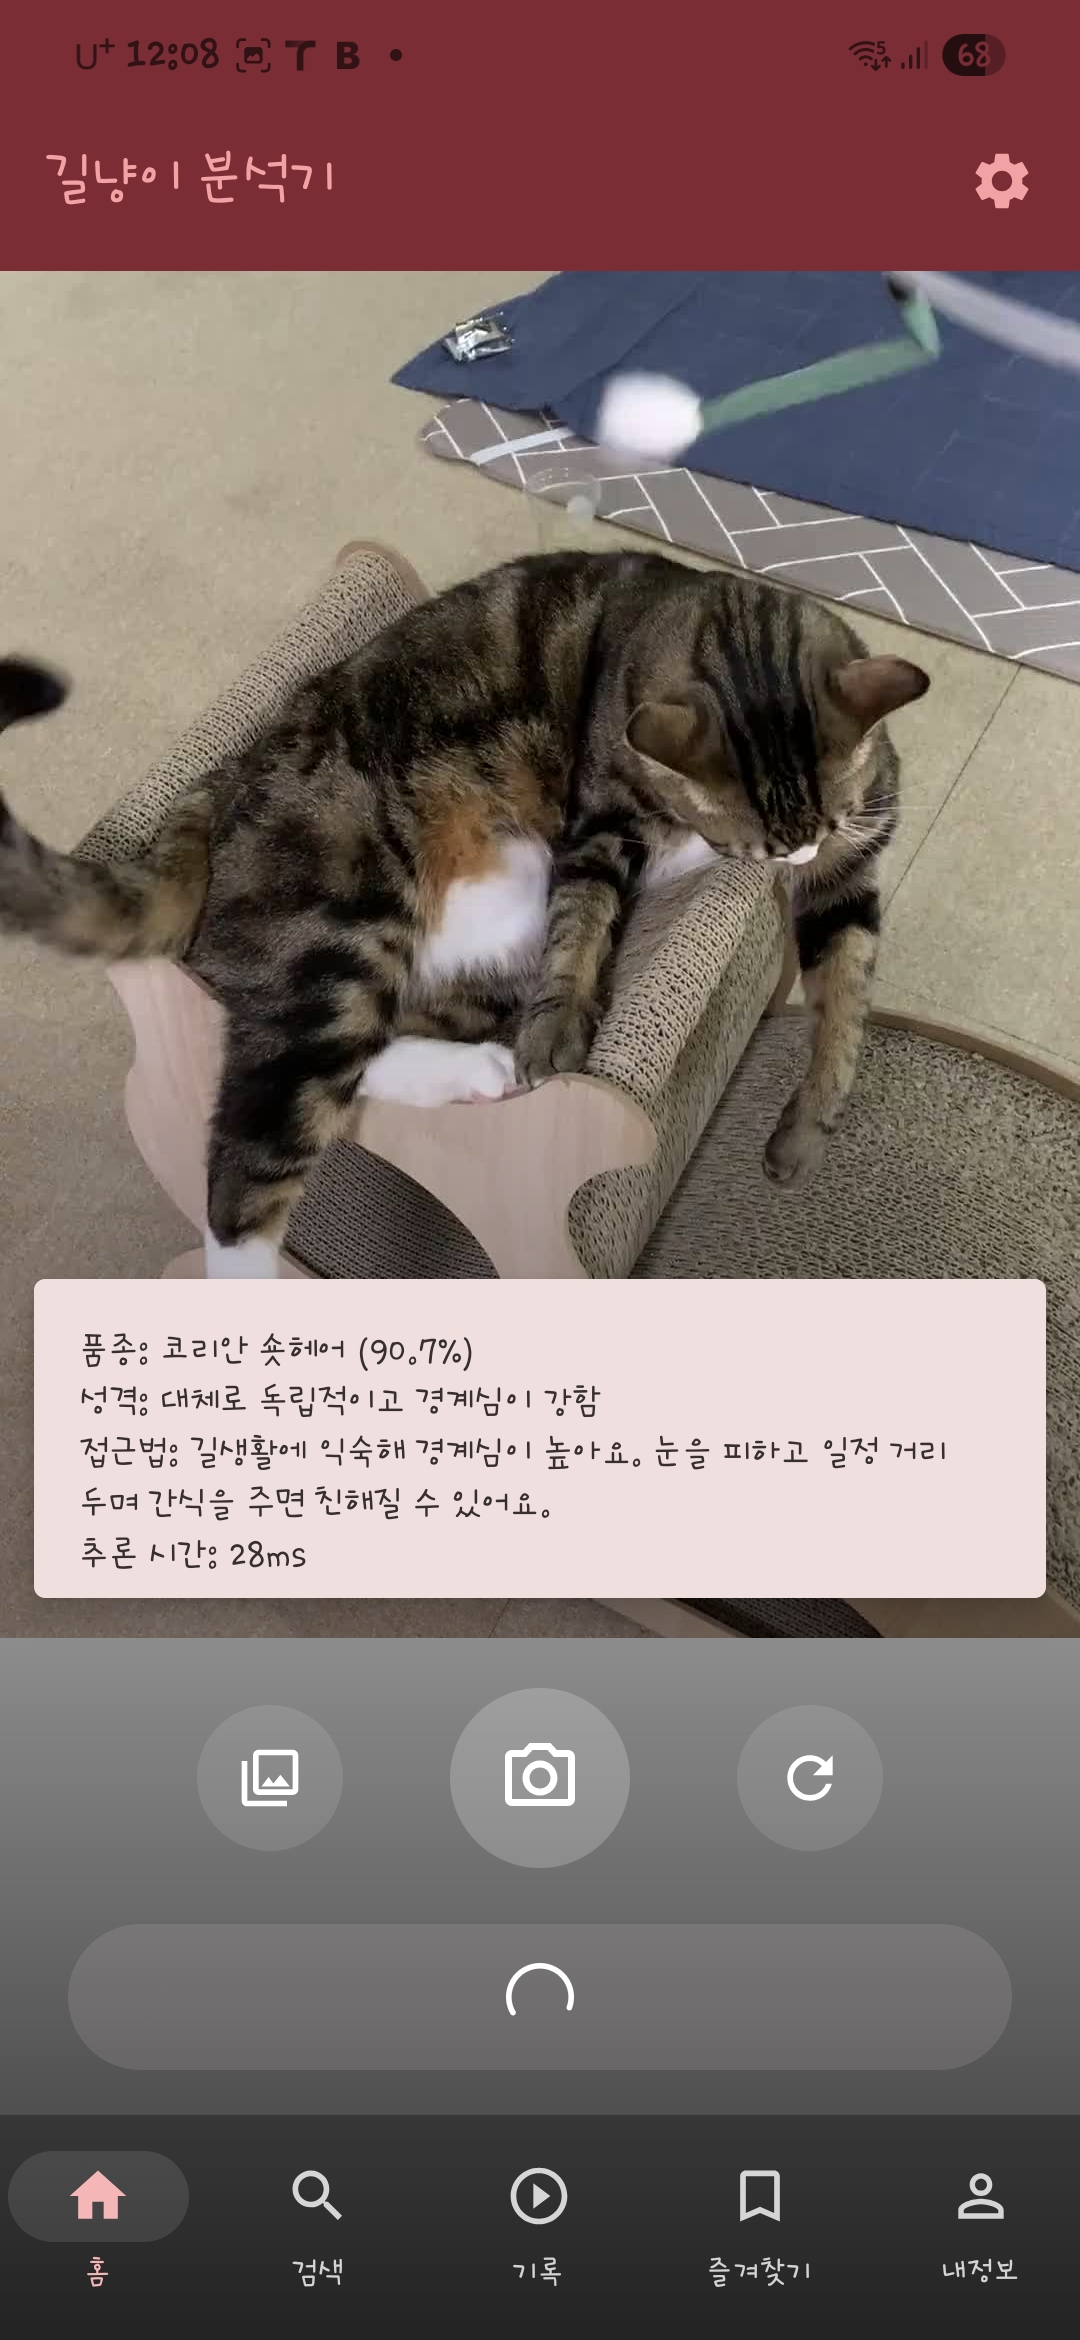 U+ 12:08 T B 5 68
길냥이 분석기
품종: 코리안 숏헤어 (90.7%)
성격: 대체로 독립적이고 경계심이 강함
접근법: 길생활에 익숙해 경계심이 높아요. 눈을 피하고 일정 거리
두며 간식을 주면 친해질 수 있어요.
추론 시간: 28ms
홈 검색 기록 즐겨찾기 내정보